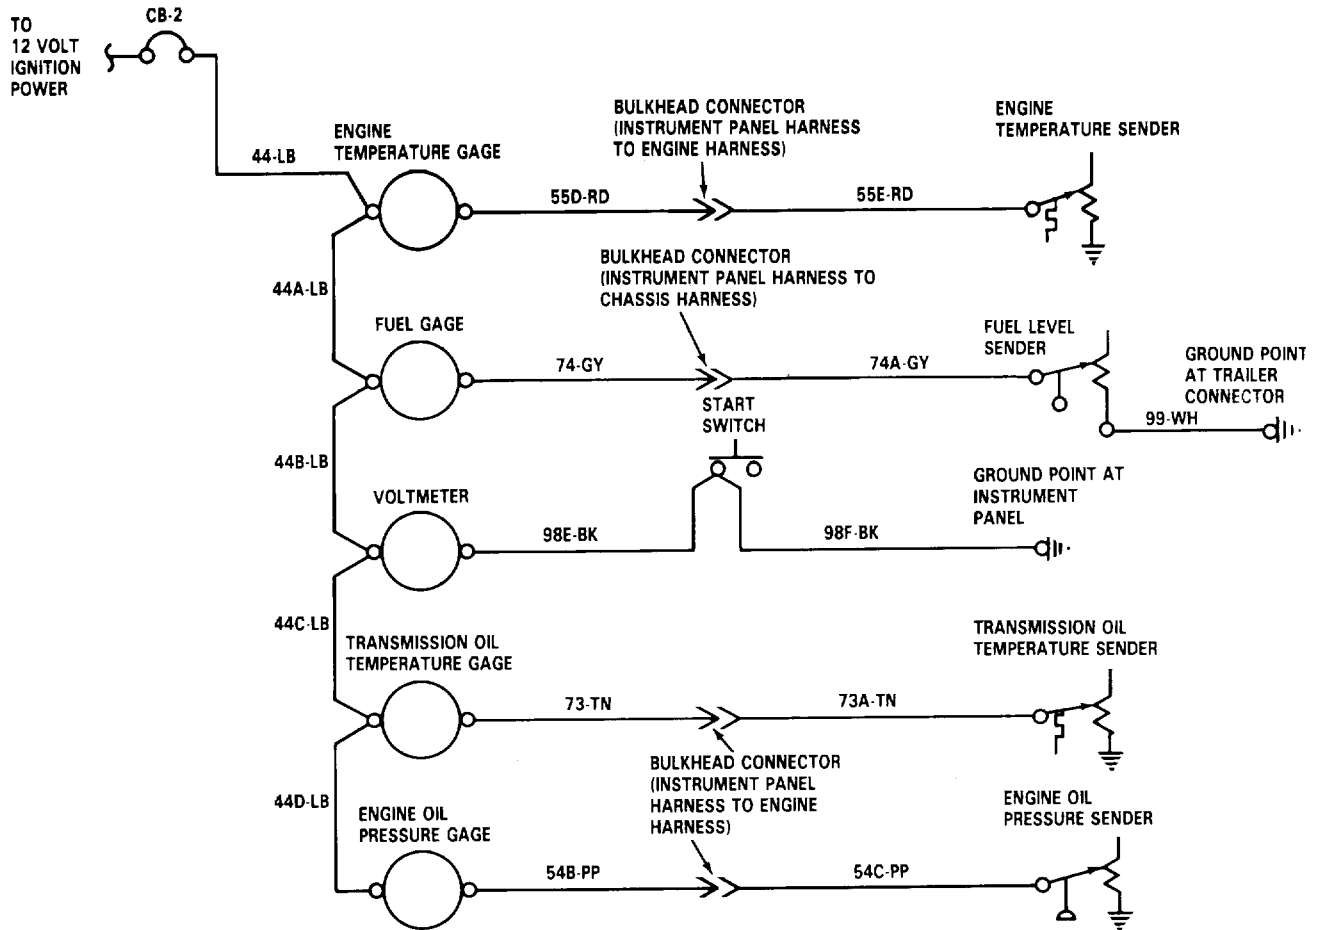 TO
12 VOLT
IGNITION
POWER
CB-2
44-LB
ENGINE
TEMPERATURE GAGE
BULKHEAD CONNECTOR
(INSTRUMENT PANEL HARNESS
TO ENGINE HARNESS)
ENGINE
TEMPERATURE SENDER
55D-RD
55E-RD
44A-LB
BULKHEAD CONNECTOR
(INSTRUMENT PANEL HARNESS TO
CHASSIS HARNESS)
FUEL GAGE
74-GY
74A-GY
FUEL LEVEL
SENDER
GROUND POINT
AT TRAILER
CONNECTOR
99-WH
START
SWITCH
44B-LB
VOLTMETER
98E-BK
98F-BK
GROUND POINT AT
INSTRUMENT
PANEL
44C-LB
TRANSMISSION OIL
TEMPERATURE GAGE
73-TN
73A-TN
TRANSMISSION OIL
TEMPERATURE SENDER
BULKHEAD CONNECTOR
(INSTRUMENT PANEL
HARNESS TO ENGINE
HARNESS)
44D-LB
ENGINE OIL
PRESSURE GAGE
54B-PP
54C-PP
ENGINE OIL
PRESSURE SENDER